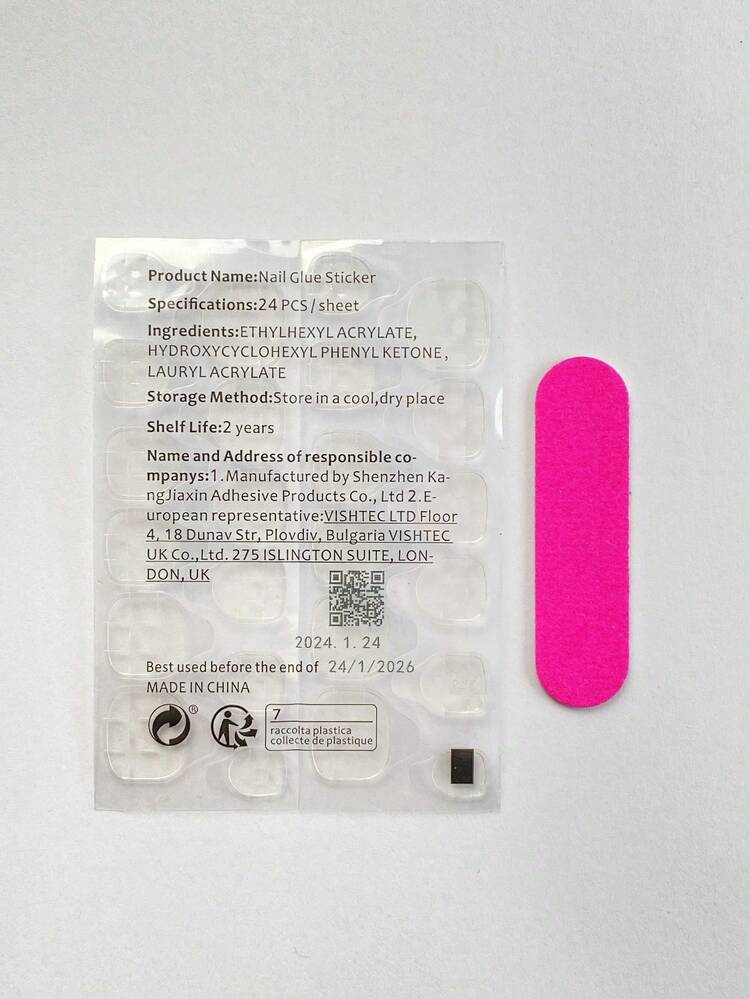 Product Name:Nail Glue Sticker
Specifications:24 PCS/sheet
Ingredients:ETHYLHEXYL ACRYLATE,
HYDROXYCYCLOHEXYL PHENYL KETONE,
LAURYL ACRYLATE
Storage Method:Store in a cool,dry place
Shelf Life:2 years
Name and Address of responsible co-
mpanys:1.Manufactured by Shenzhen Ka-
ngJiaxin Adhesive Products Co., Ltd 2.E-
uropean representative:VISHTEC LTD Floor
4, 18 Dunav Str, Plovdiv, Bulgaria VISHTEC
UK Co.,Ltd. 275 ISLINGTON SUITE, LON-
DON, UK
2024. 1. 24
Best used before the end of 24/1/2026
MADE IN CHINA
®
7
raccolta plastica
collecte de plastique